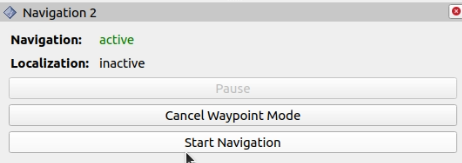 Navigation 2
Navigation: active
Localization: inactive
Pause
Cancel Waypoint Mode
Start Navigation